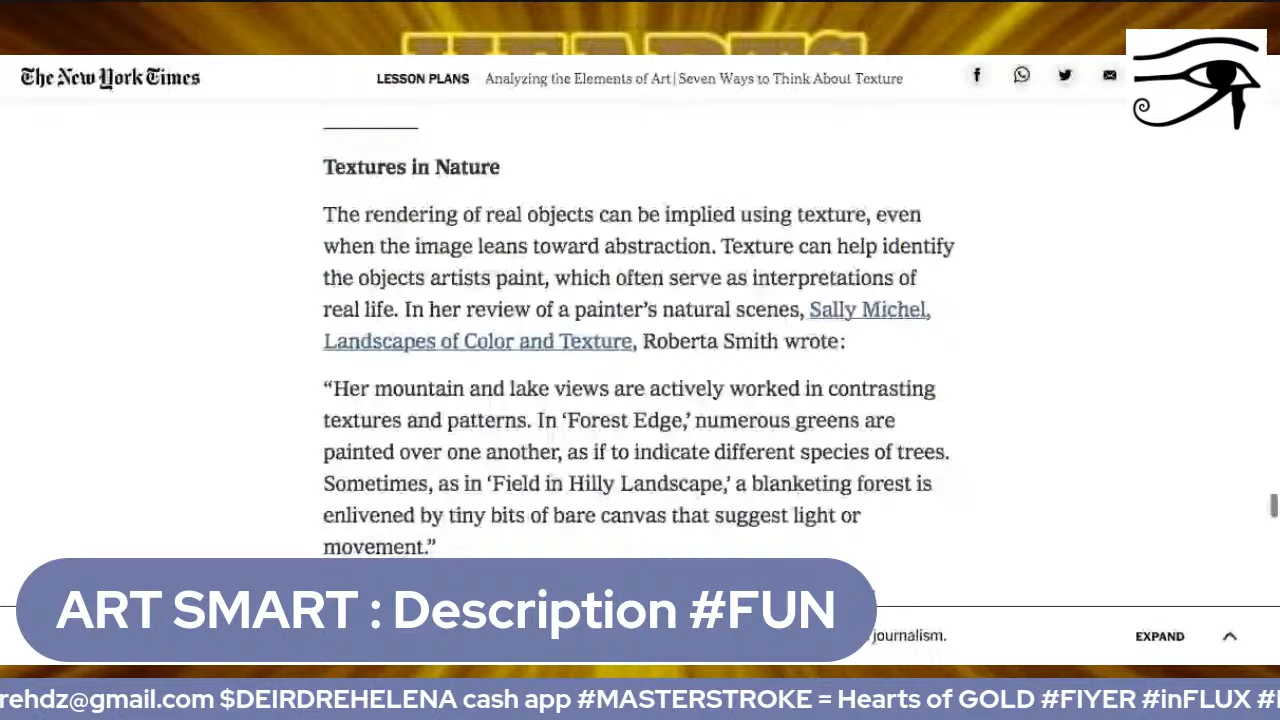 HEARTS
The New York Times
LESSON PLANS Analyzing the Elements of Art | Seven Ways to Think About Texture
Textures in Nature
The rendering of real objects can be implied using texture, even
when the image leans toward abstraction. Texture can help identify
the objects artists paint, which often serve as interpretations of
real life. In her review of a painter’s natural scenes, Sally Michel,
Landscapes of Color and Texture, Roberta Smith wrote:
“Her mountain and lake views are actively worked in contrasting
textures and patterns. In ‘Forest Edge,’ numerous greens are
painted over one another, as if to indicate different species of trees.
Sometimes, as in ‘Field in Hilly Landscape,’ a blanketing forest is
enlivened by tiny bits of bare canvas that suggest light or
movement.”
ART SMART : Description #FUN
journalism.
EXPAND
rehdz@gmail.com $DEIRDREHELENA cash app #MASTERSTROKE = Hearts of GOLD #FIYER #inFLUX #